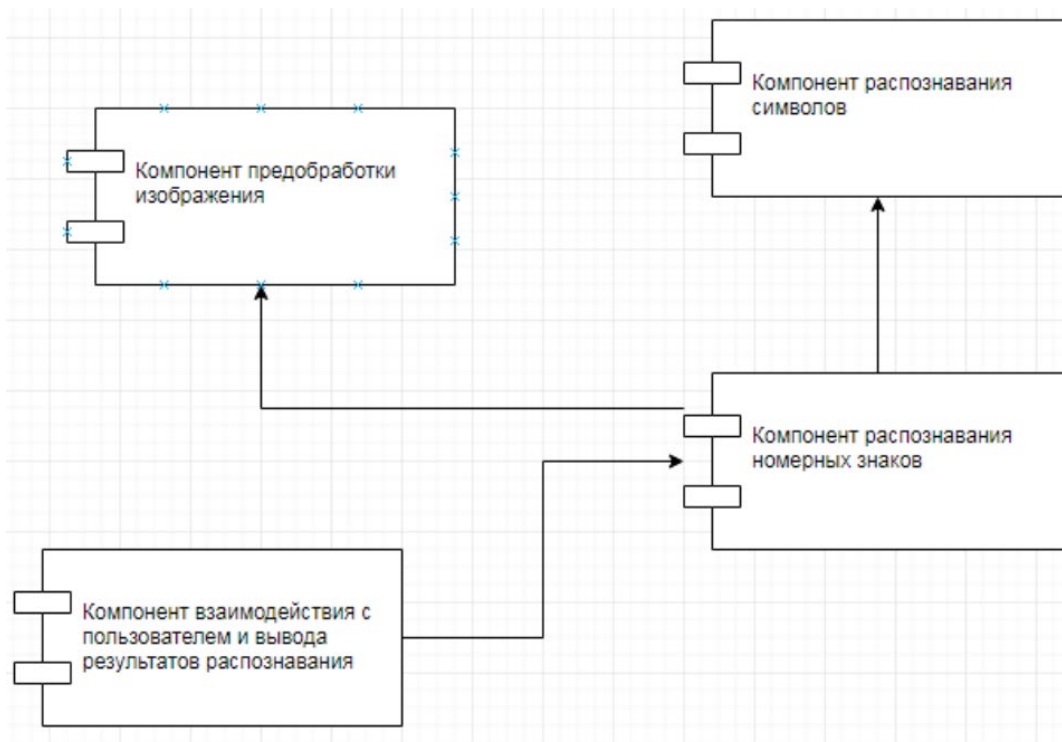 Компонент распознавания
символов
Компонент предобработки
изображения
Компонент распознавания
номерных знаков
Компонент взаимодействия с
пользователем и вывода
результатов распознавания